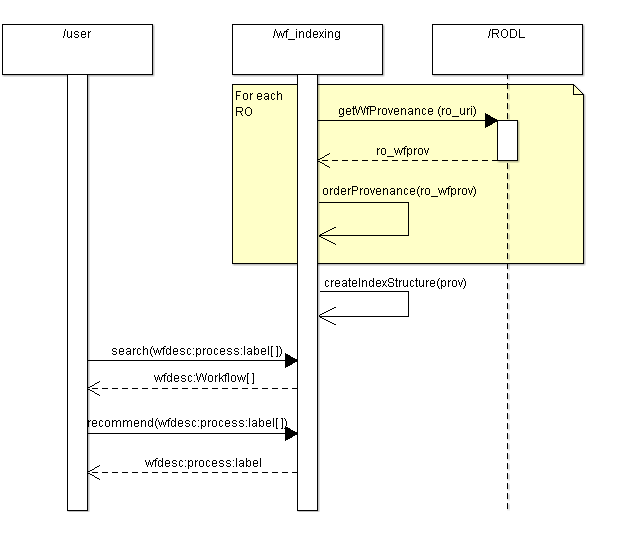 /user
/wf_indexing
/RODL
For each
RO
getWfProvenance (ro_uri)
ro_wfprov
orderProvenance(ro_wfprov)
createIndexStructure(prov)
search(wfdesc:process:label[])
wfdesc:Workflow[]
recommend(wfdesc:process:label[])
wfdesc:process:label